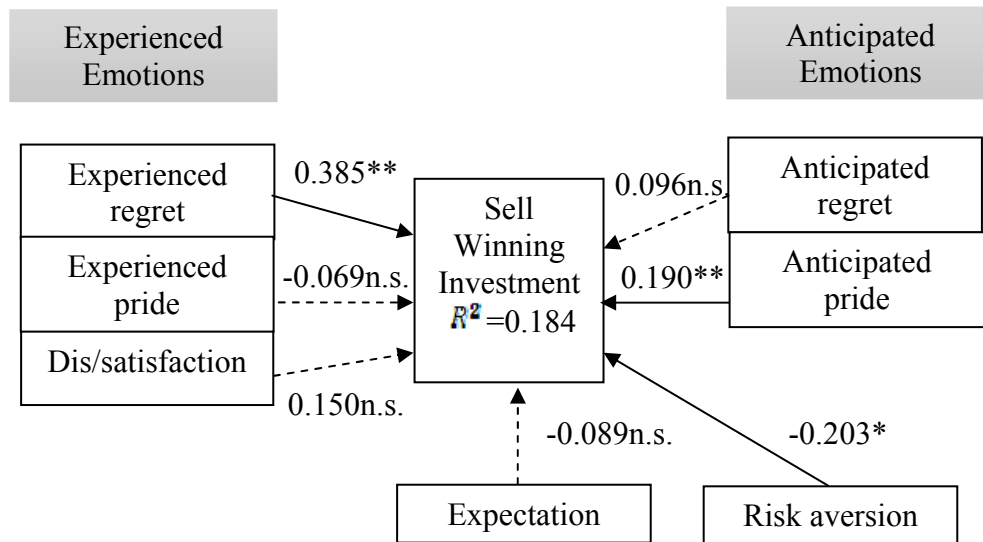 Experienced
Emotions
Anticipated
Emotions
Experienced
regret
0.385**
Sell
Winning
Investment
R² =0.184
0.096n.s.
Anticipated
regret
Experienced
pride
-0.069n.s.
0.190**
Anticipated
pride
Dis/satisfaction
0.150n.s.
-0.089n.s.
-0.203*
Expectation
Risk aversion